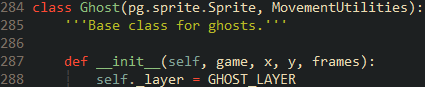 284 class Ghost(pg.sprite.Sprite, MovementUtilities):
285     '''Base class for ghosts.'''
286
287     def __init__(self, game, x, y, frames):
288         self._layer = GHOST_LAYER